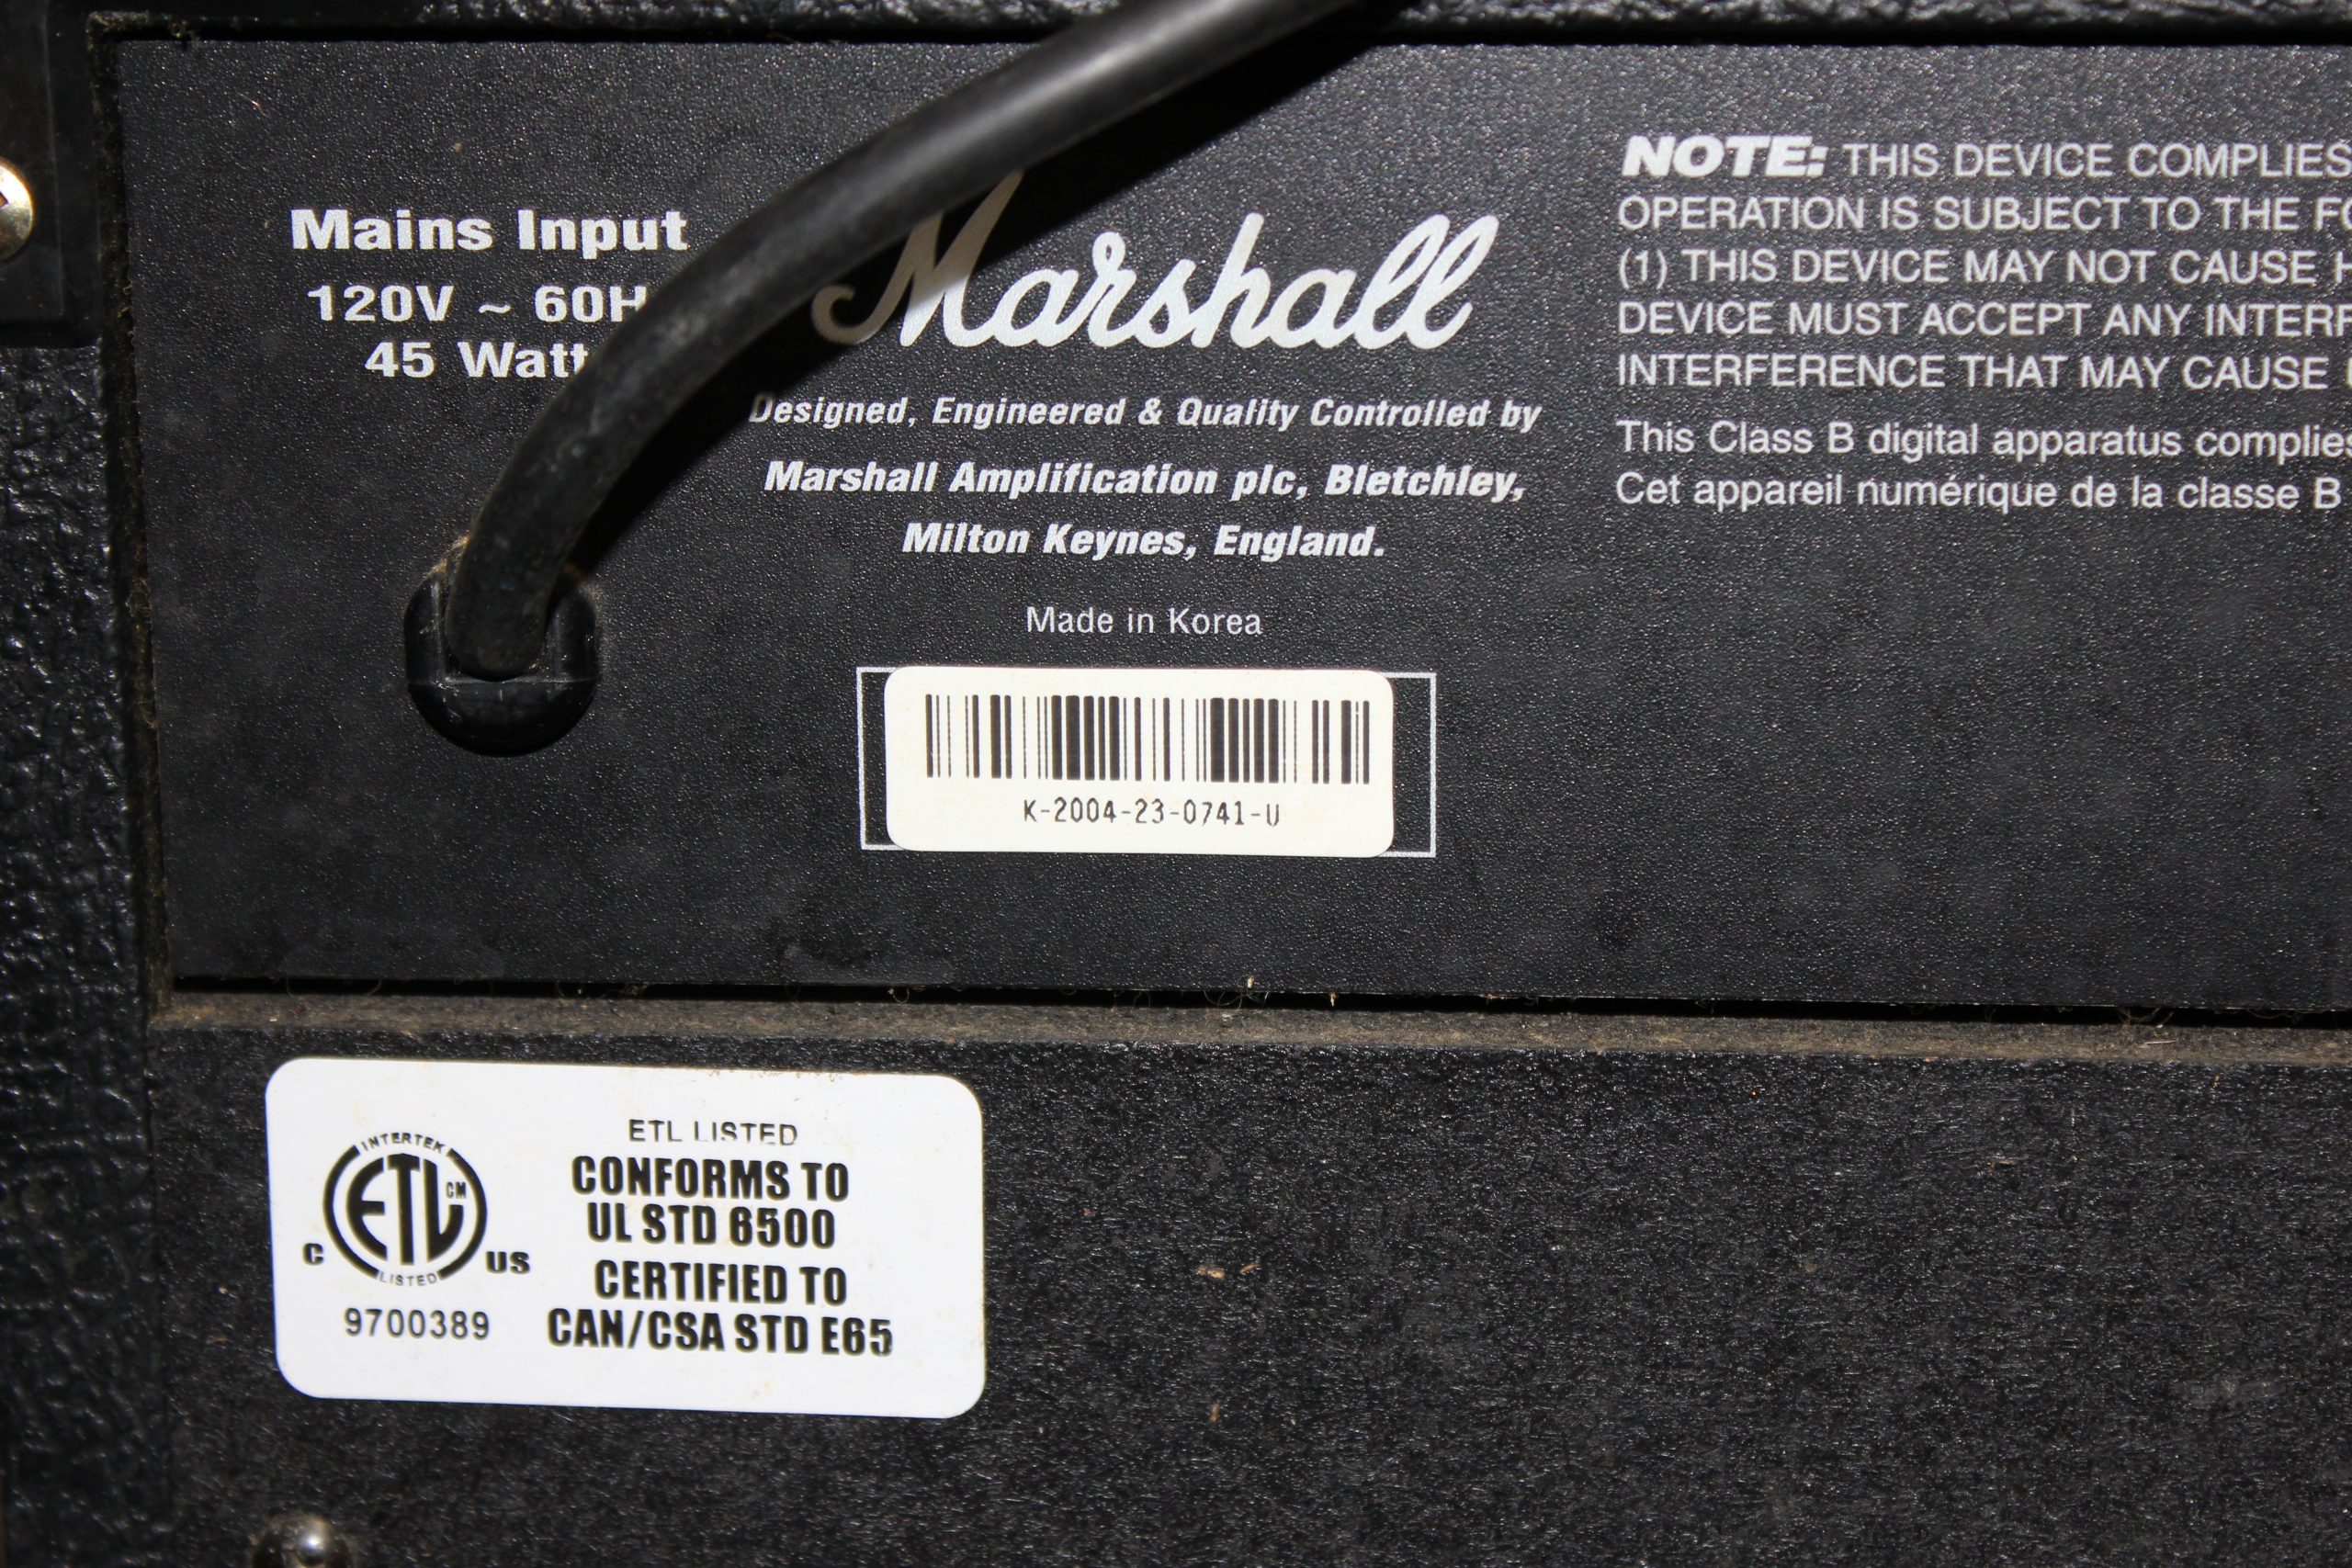 Mains Input
120V ~ 60H
45 Watt
Marshall
Designed, Engineered & Quality Controlled by
Marshall Amplification plc, Bletchley,
Milton Keynes, England.
Made in Korea
K-2004-23-0741-U
NOTE: THIS DEVICE COMPLIES
OPERATION IS SUBJECT TO THE
(1) THIS DEVICE MAY NOT CAUSE
DEVICE MUST ACCEPT ANY
INTERFERENCE THAT MAY CAUSE
This Class B digital apparatus complies
Cet appareil numérique de la classe B
INTERTEK
ETL CM
LISTED
C US
9700389
ETL LISTED
CONFORMS TO
UL STD 6500
CERTIFIED TO
CAN/CSA STD E65